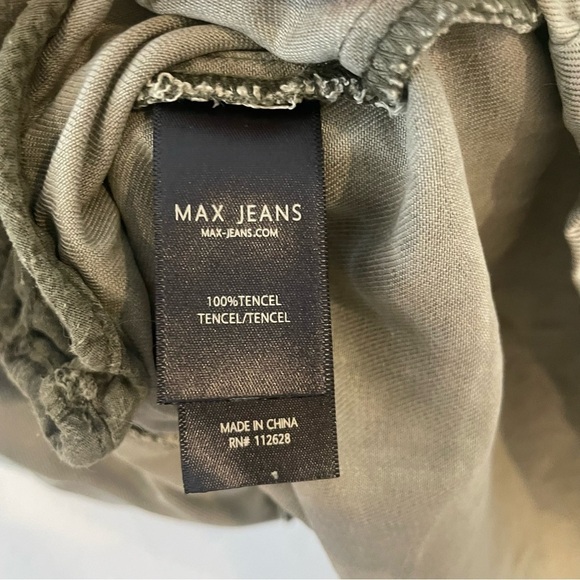 MAX JEANS
MAX-JEANS.COM
100%TENCEL
TENCEL/TENCEL
MADE IN CHINA
RN# 112628